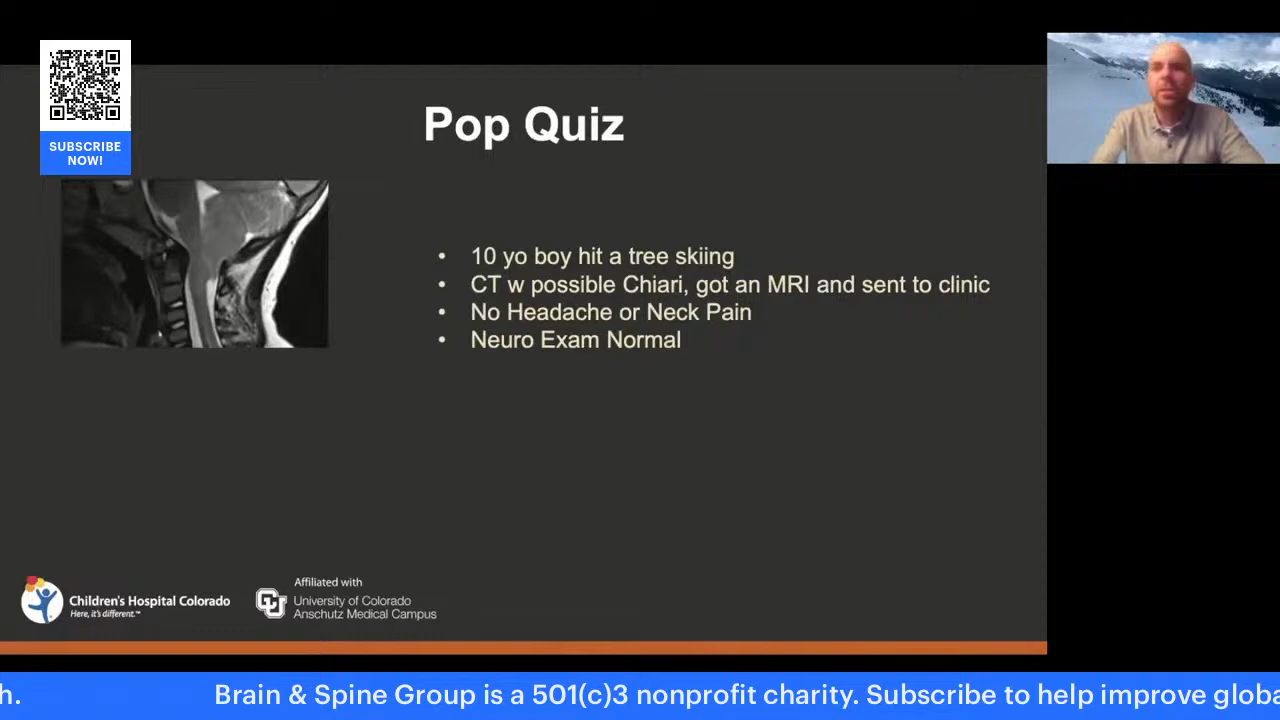 SUBSCRIBE
NOW!
Pop Quiz
• 10 yo boy hit a tree skiing
• CT w possible Chiari, got an MRI and sent to clinic
• No Headache or Neck Pain
• Neuro Exam Normal
Children's Hospital Colorado
Here, it's different.™
Affiliated with
CU
University of Colorado
Anschutz Medical Campus
h. Brain & Spine Group is a 501(c)3 nonprofit charity. Subscribe to help improve globa